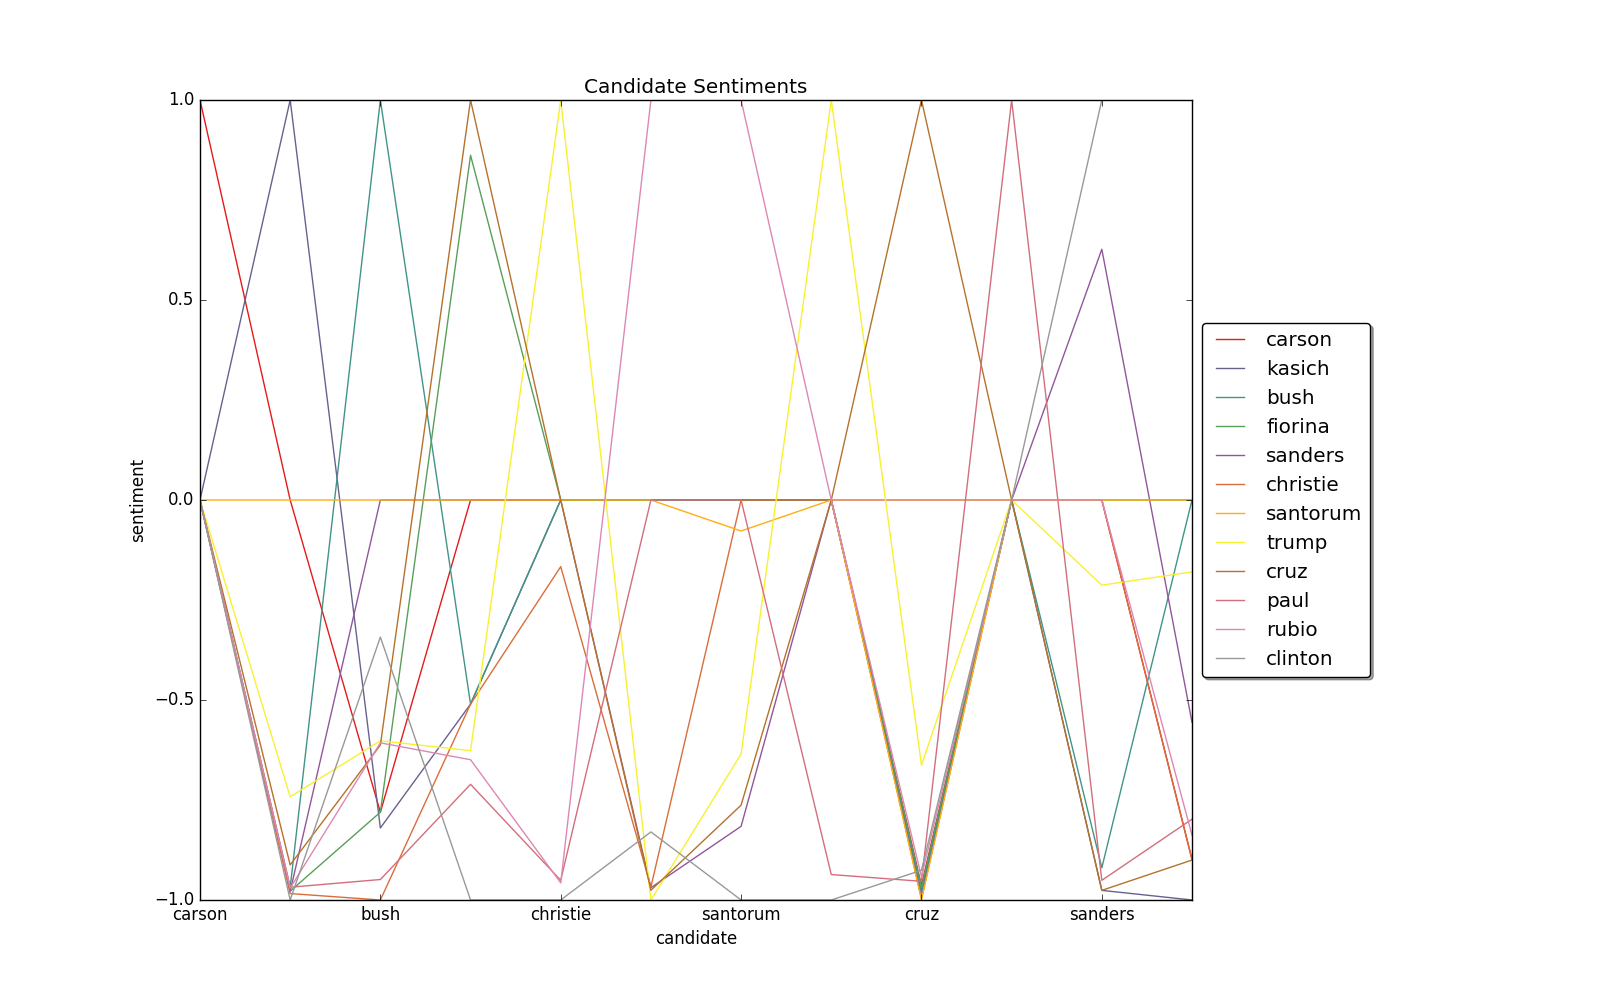 Candidate Sentiments
1.0
0.5
0.0
−0.5
−1.0
sentiment
carson
bush
christie
santorum
cruz
sanders
candidate
carson
kasich
bush
fiorina
sanders
christie
santorum
trump
cruz
paul
rubio
clinton